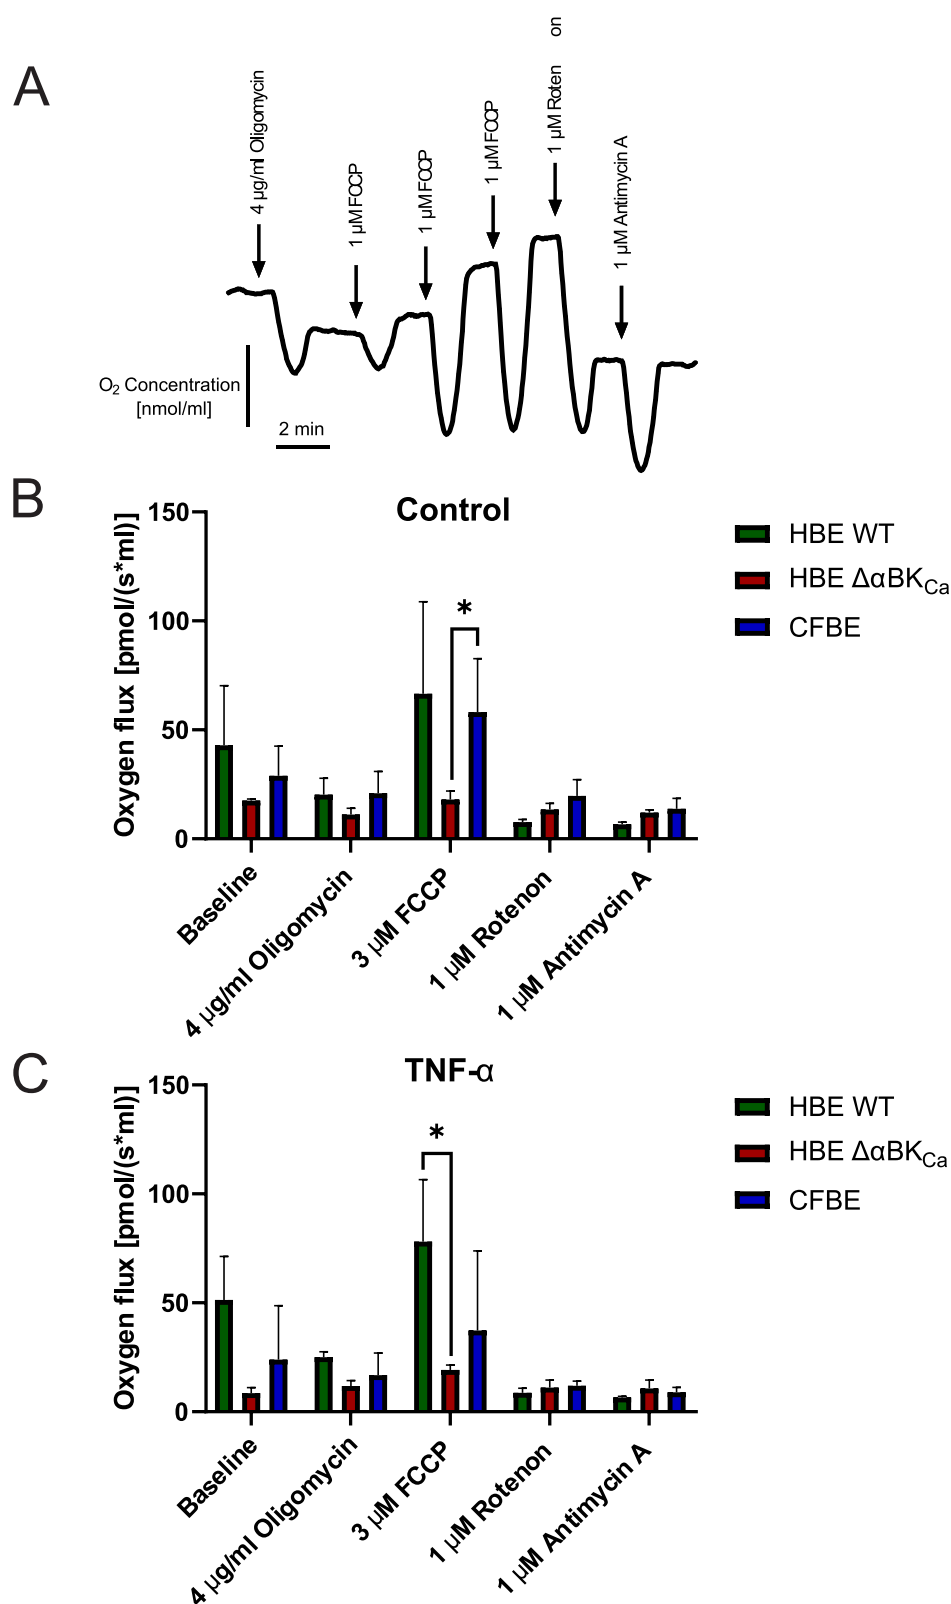 A
4 µg/ml Oligomycin
1 µM FCCP
1 µM FCCP
1 µM FCCP
1 µM Roten on
1 µM Antimycin A
O2 Concentration
[nmol/ml]
2 min
B
Control
Oxygen flux [pmol/(s*ml)]
150
100
50
0
*
HBE WT
HBE ΔαBKCa
CFBE
Baseline
4 µg/ml Oligomycin
3 µM FCCP
1 µM Rotenon
1 µM Antimycin A
C
TNF-α
Oxygen flux [pmol/(s*ml)]
150
100
50
0
*
HBE WT
HBE ΔαBKCa
CFBE
Baseline
4 µg/ml Oligomycin
3 µM FCCP
1 µM Rotenon
1 µM Antimycin A